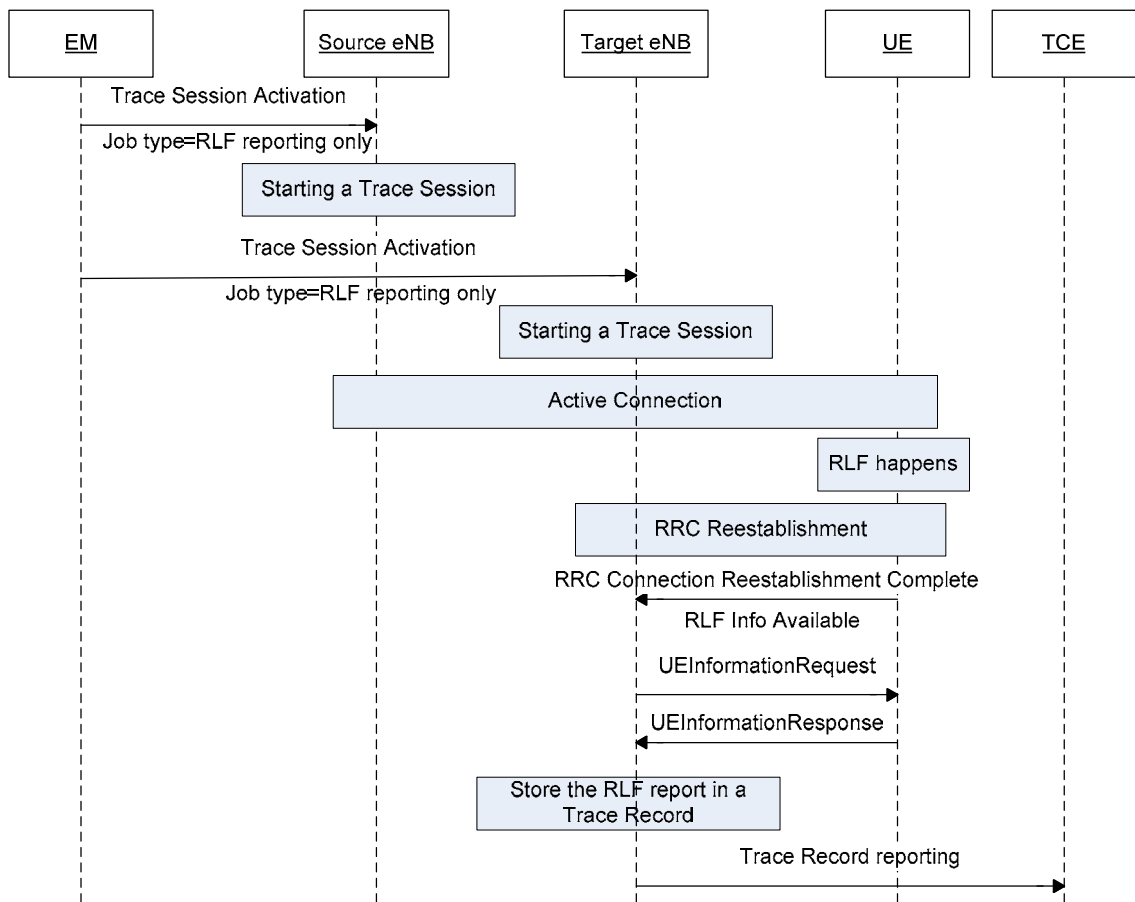 EM
Source eNB
Target eNB
UE
TCE
Trace Session Activation
Job type=RLF reporting only
Starting a Trace Session
Trace Session Activation
Job type=RLF reporting only
Starting a Trace Session
Active Connection
RLF happens
RRC Reestablishment
RRC Connection Reestablishment Complete
RLF Info Available
UEInformationRequest
UEInformationResponse
Store the RLF report in a
Trace Record
Trace Record reporting